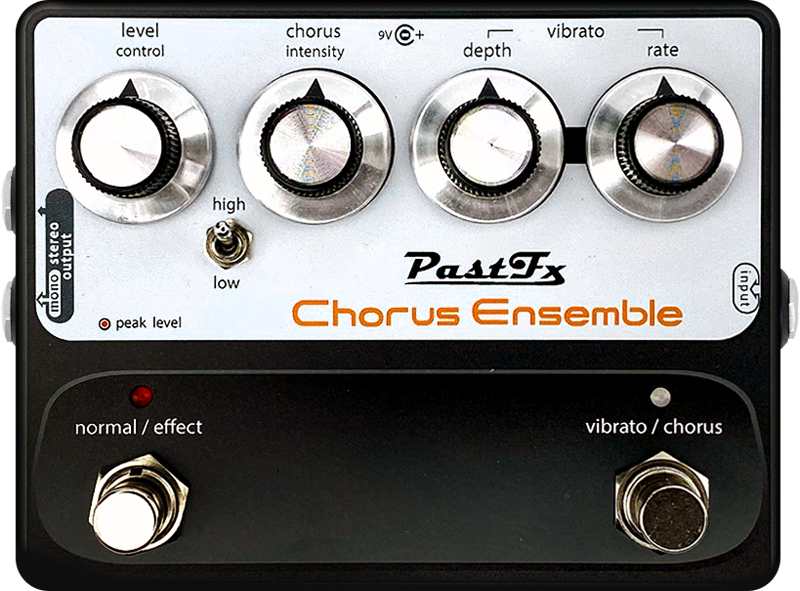 level
control
chorus
intensity
9V +
vibrato
depth
rate
high
low
stereo
mono output
PastFx
Chorus Ensemble
input
peak level
normal / effect
vibrato / chorus